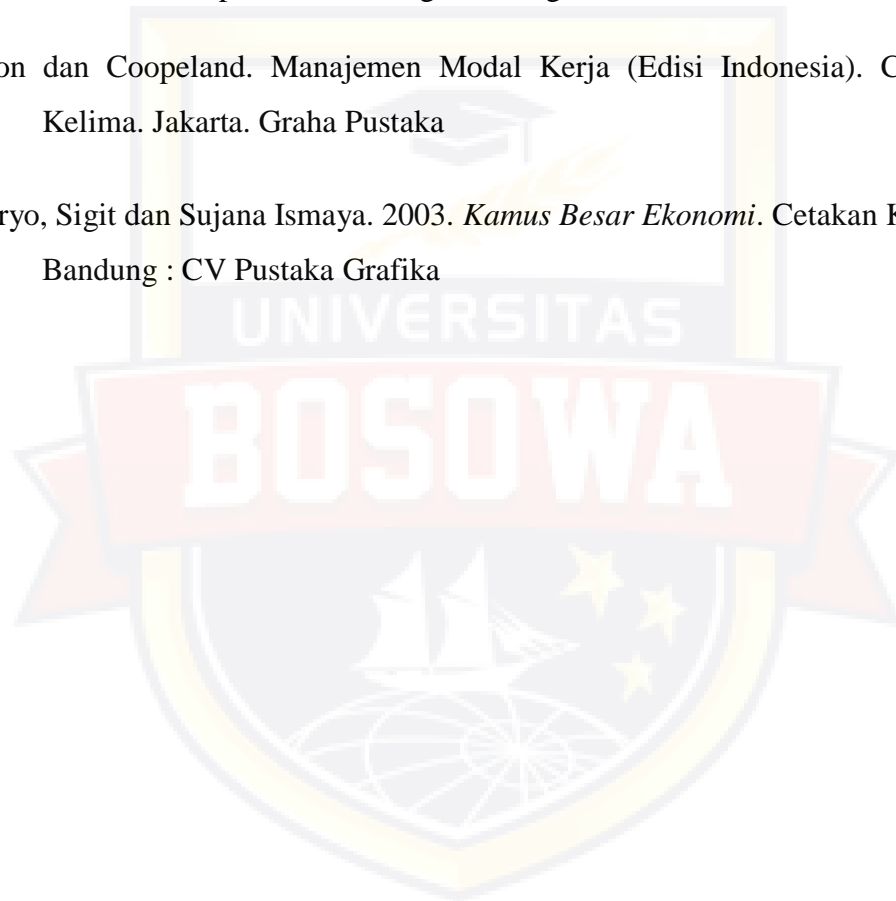 on dan Coopeland. Manajemen Modal Kerja (Edisi Indonesia). C
Kelima. Jakarta. Graha Pustaka
ryo, Sigit dan Sujana Ismaya. 2003. Kamus Besar Ekonomi. Cetakan K
Bandung : CV Pustaka Grafika
UNIVERSITAS
BOSOWA